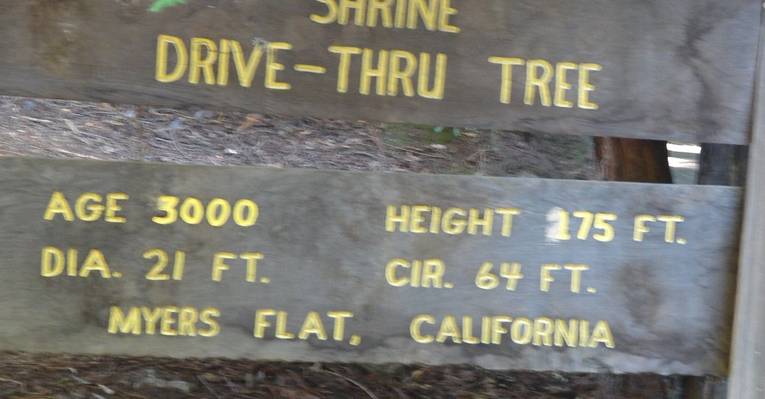 SHRINE
DRIVE-THRU TREE
AGE 3000 HEIGHT 175 FT.
DIA. 21 FT. CIR. 64 FT.
MYERS FLAT, CALIFORNIA